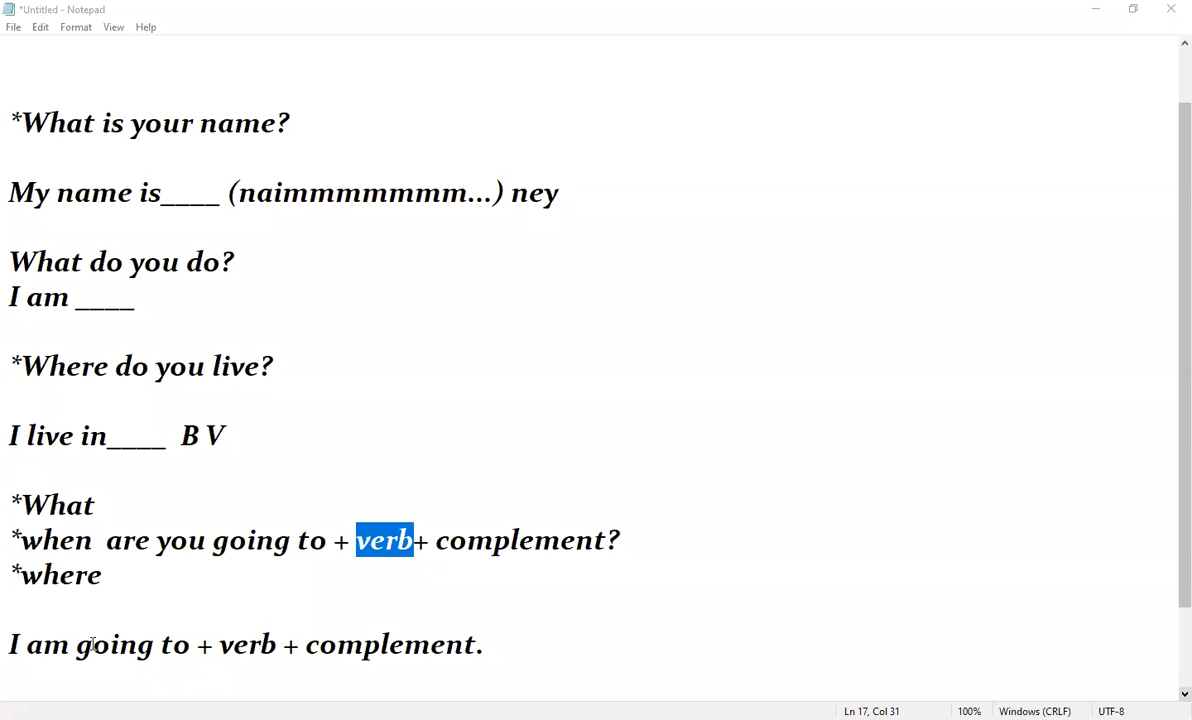 *Untitled - Notepad
File Edit Format View Help
*What is your name?
My name is____ (naimmmmmmm...) ney
What do you do?
I am ____
*Where do you live?
I live in____ B V
*What
*when are you going to + verb+ complement?
*where
I am going to + verb + complement.
Ln 17, Col 31 100% Windows (CRLF) UTF-8